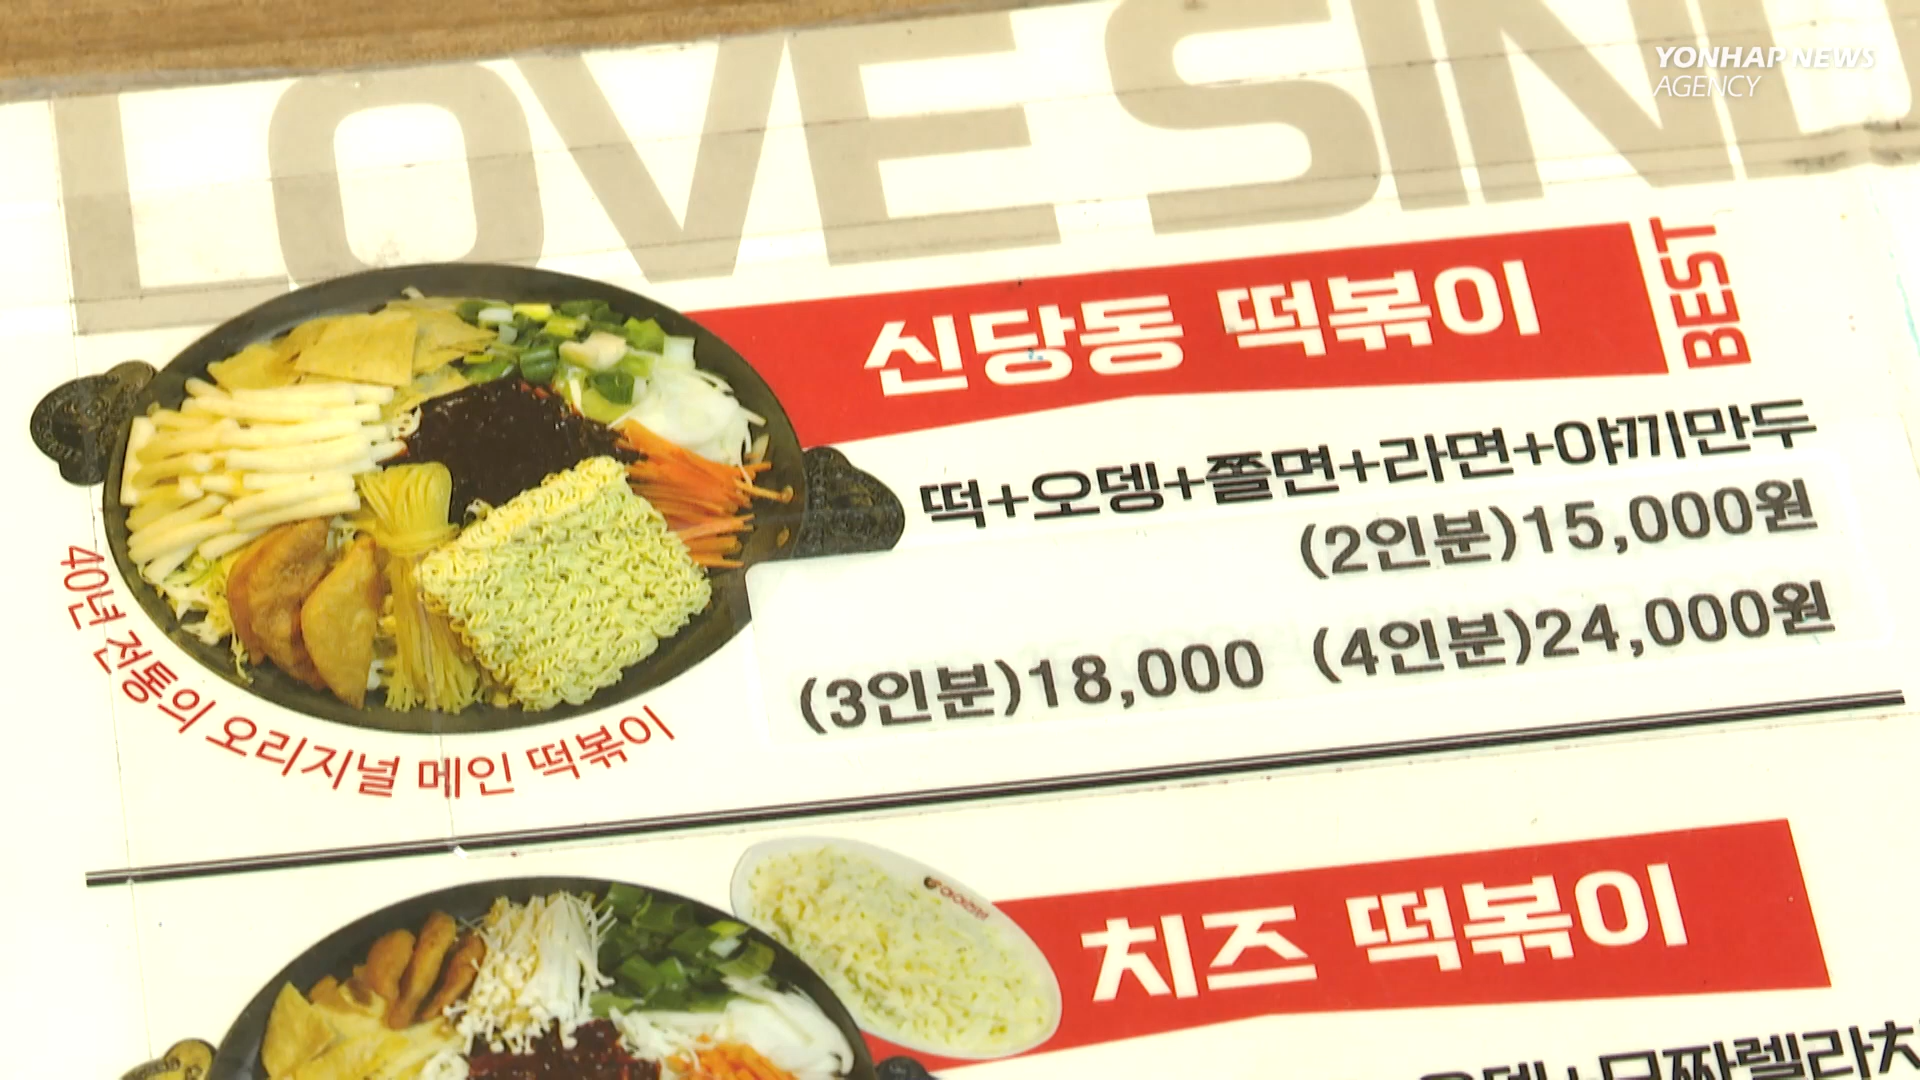 YONHAP NEWS
AGENCY
LOVE SIN
신당동 떡볶이
BEST
떡+오뎅+쫄면+라면+야끼만두
(2인분)15,000원
(3인분)18,000 (4인분)24,000원
40년 전통의 오리지널 메인 떡볶이
치즈 떡볶이